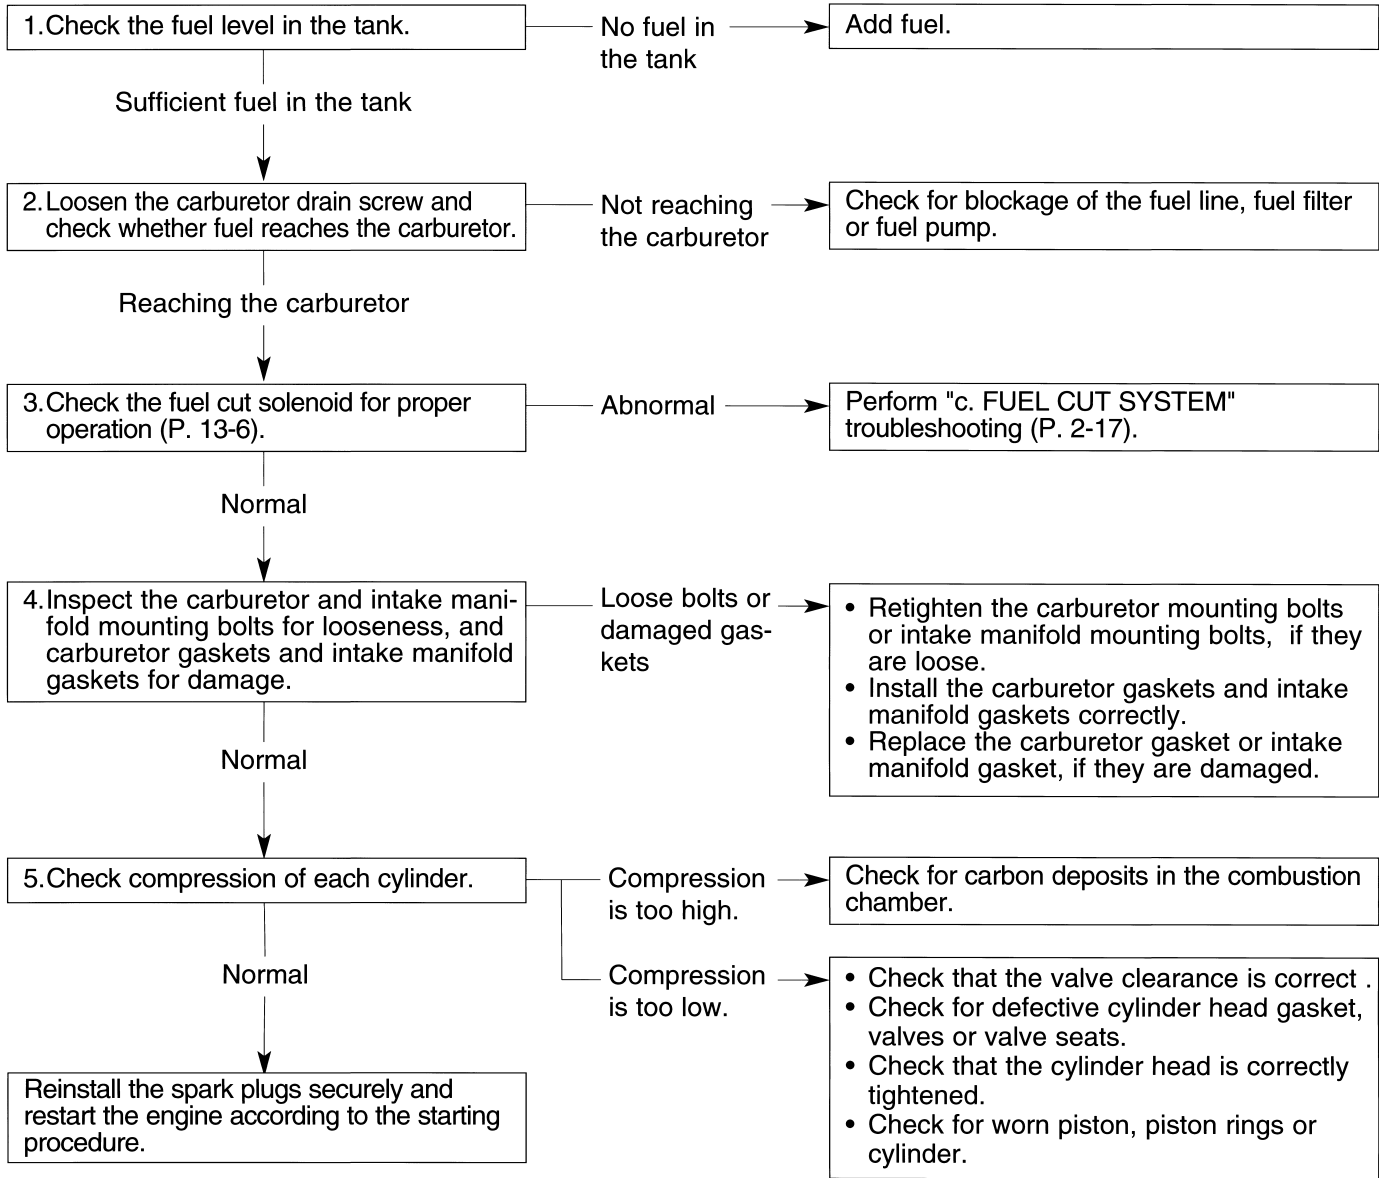 1. Check the fuel level in the tank.
No fuel in
the tank
Add fuel.
Sufficient fuel in the tank
2. Loosen the carburetor drain screw and
check whether fuel reaches the carburetor.
Not reaching
the carburetor
Check for blockage of the fuel line, fuel filter
or fuel pump.
Reaching the carburetor
3. Check the fuel cut solenoid for proper
operation (P. 13-6).
Abnormal
Perform "c. FUEL CUT SYSTEM"
troubleshooting (P. 2-17).
Normal
4. Inspect the carburetor and intake mani-
fold mounting bolts for looseness, and
carburetor gaskets and intake manifold
gaskets for damage.
Loose bolts or
damaged gas-
kets
• Retighten the carburetor mounting bolts
or intake manifold mounting bolts,  if they
are loose.
• Install the carburetor gaskets and intake
manifold gaskets correctly.
• Replace the carburetor gasket or intake
manifold gasket, if they are damaged.
Normal
5. Check compression of each cylinder.
Compression
is too high.
Check for carbon deposits in the combustion
chamber.
Compression
is too low.
• Check that the valve clearance is correct .
• Check for defective cylinder head gasket,
valves or valve seats.
• Check that the cylinder head is correctly
tightened.
• Check for worn piston, piston rings or
cylinder.
Normal
Reinstall the spark plugs securely and
restart the engine according to the starting
procedure.